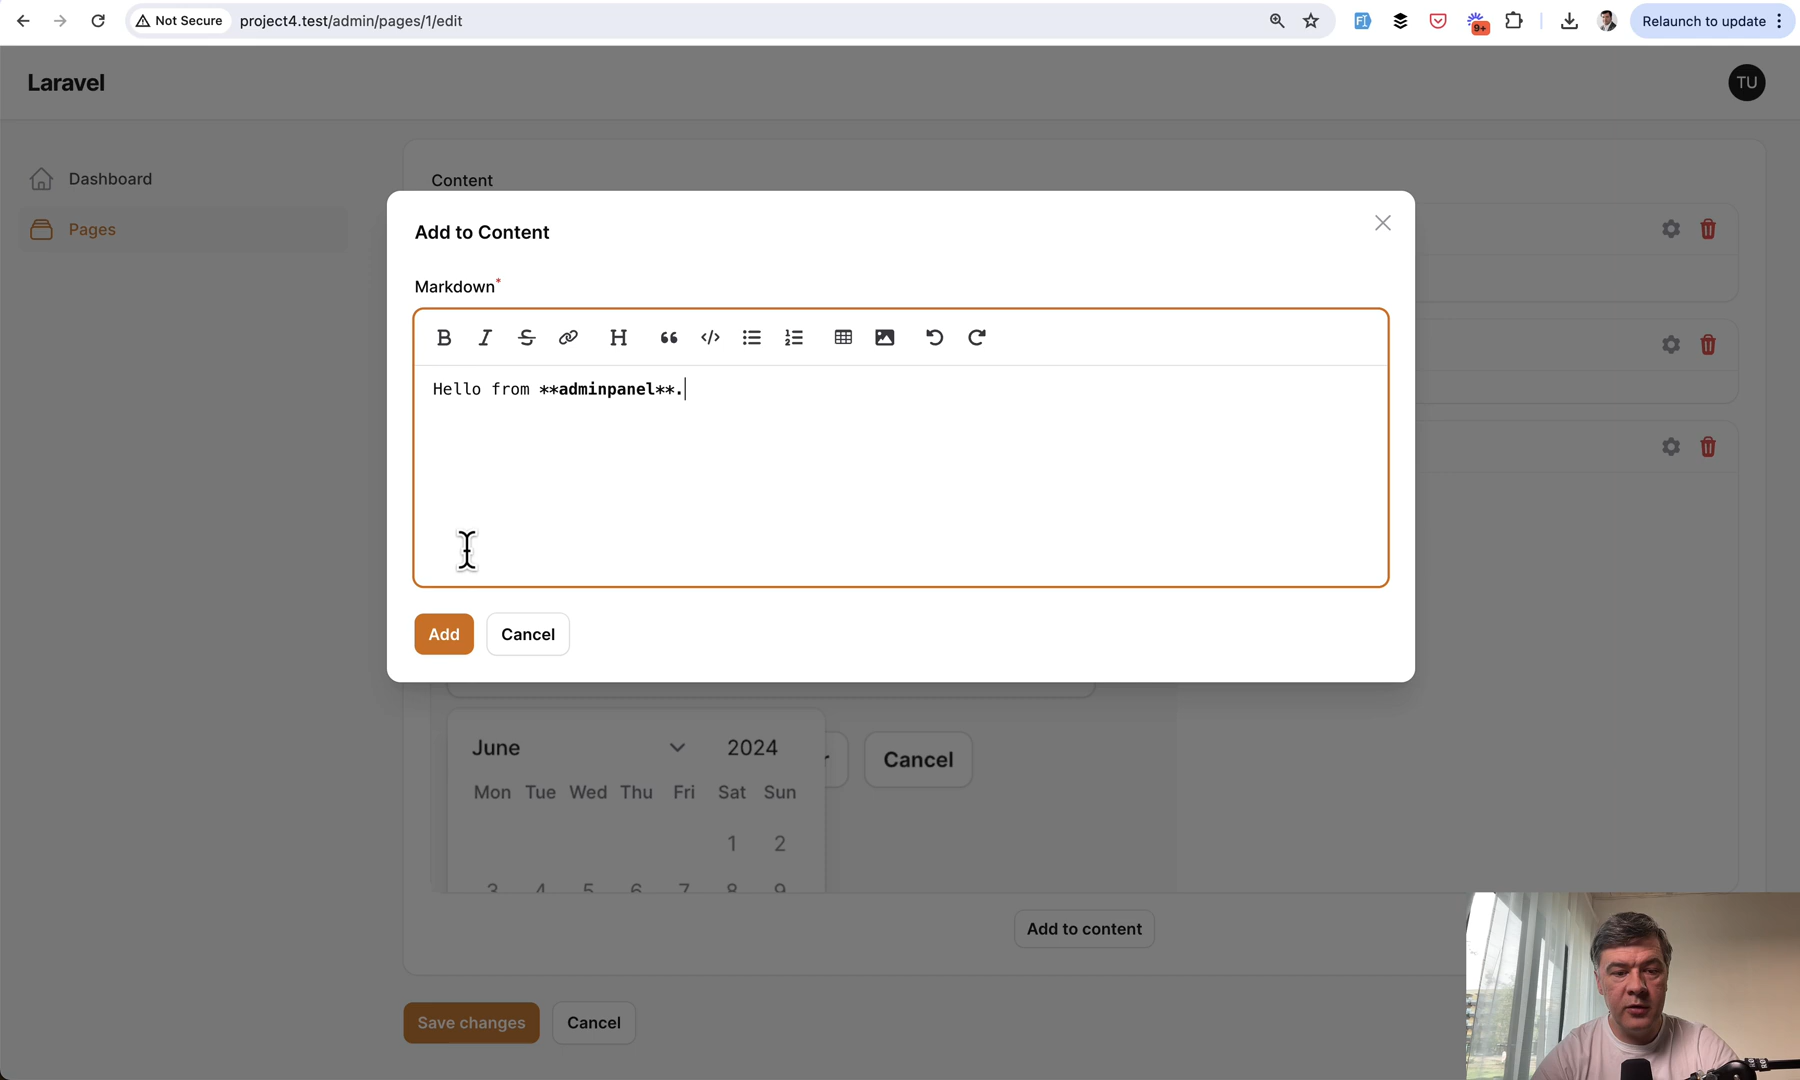 Not Secure project4.test/admin/pages/1/edit 9+ Relaunch to update
Laravel TU
Dashboard
Pages
Content
Add to Content
Markdown*
Hello from **adminpanel**.
Add Cancel
June 2024
Cancel
Mon Tue Wed Thu Fri Sat Sun
1 2
3 4 5 6 7 8 9
Add to content
Save changes Cancel